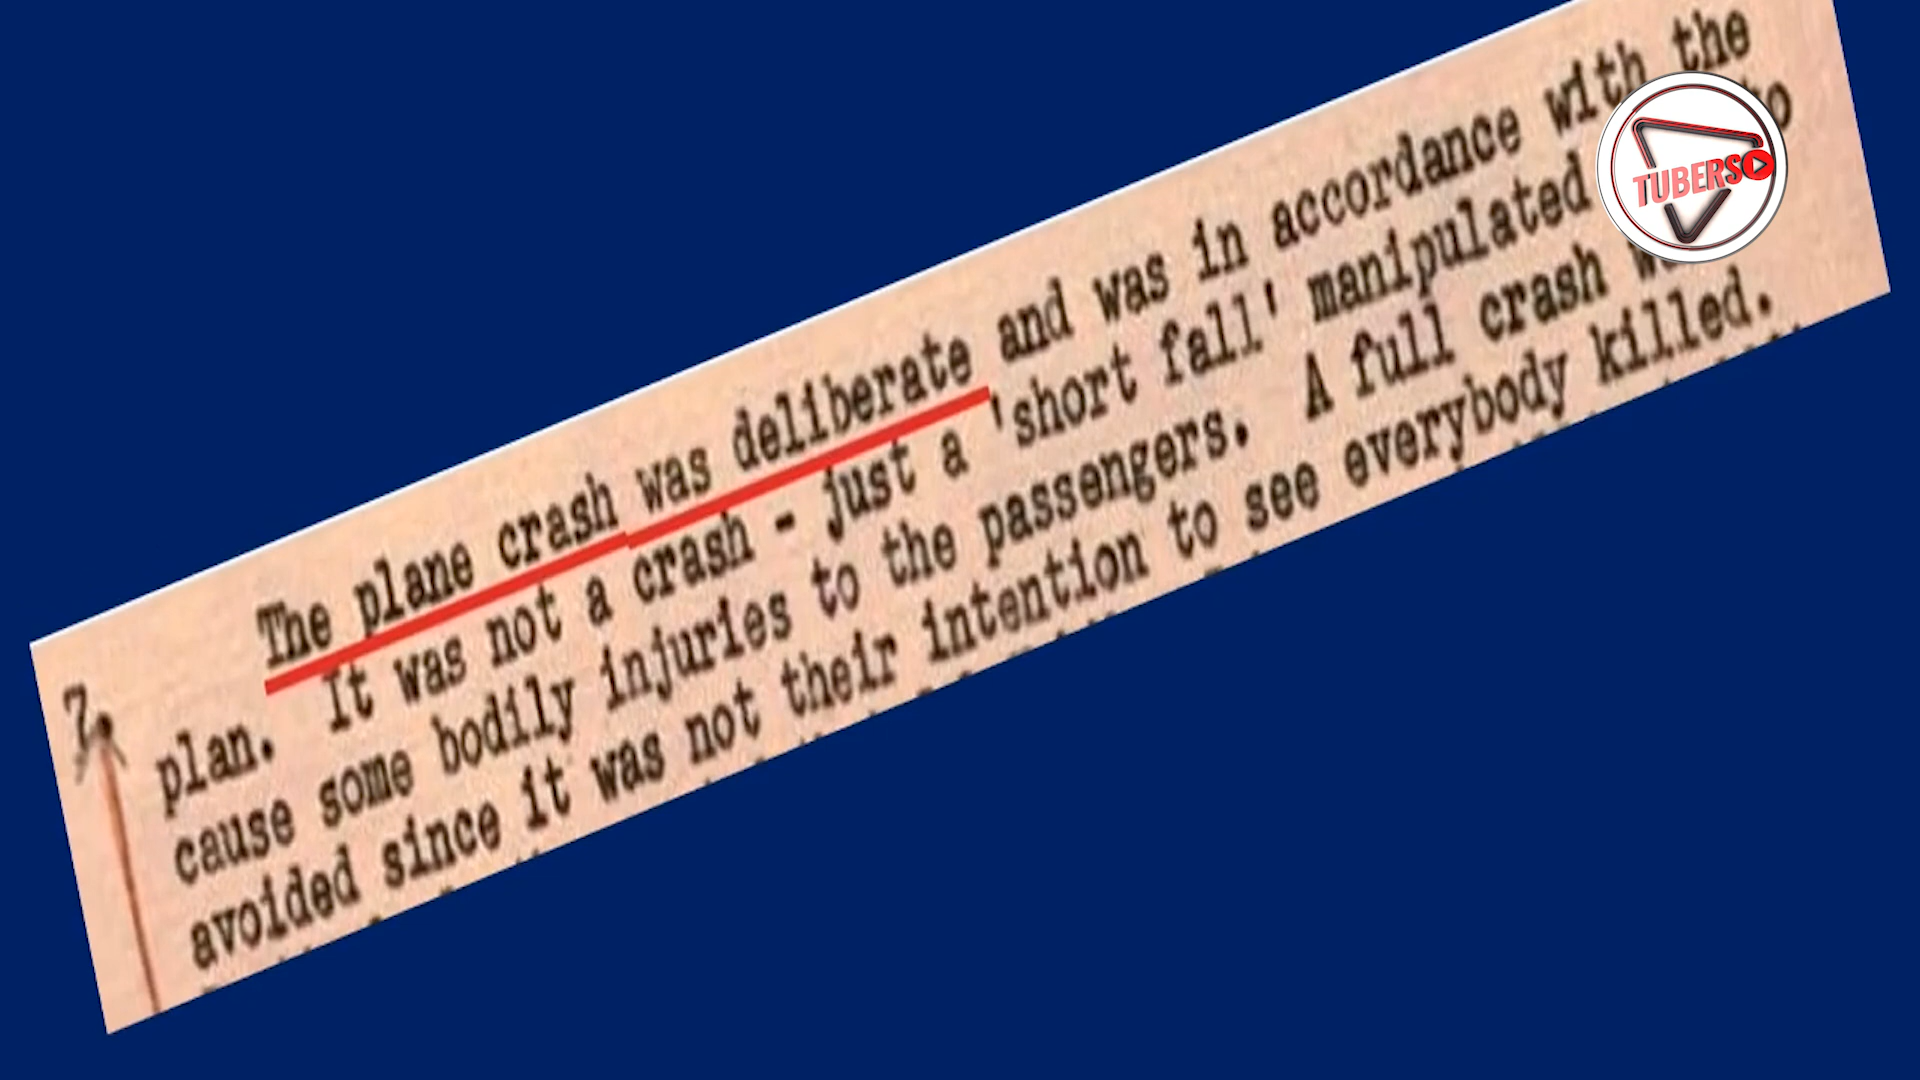 7. The plane crash was deliberate and was in accordance with the
plan. It was not a crash - just a 'short fall' manipulated to
cause some bodily injuries to the passengers. A full crash
avoided since it was not their intention to see everybody killed.
TUBERS